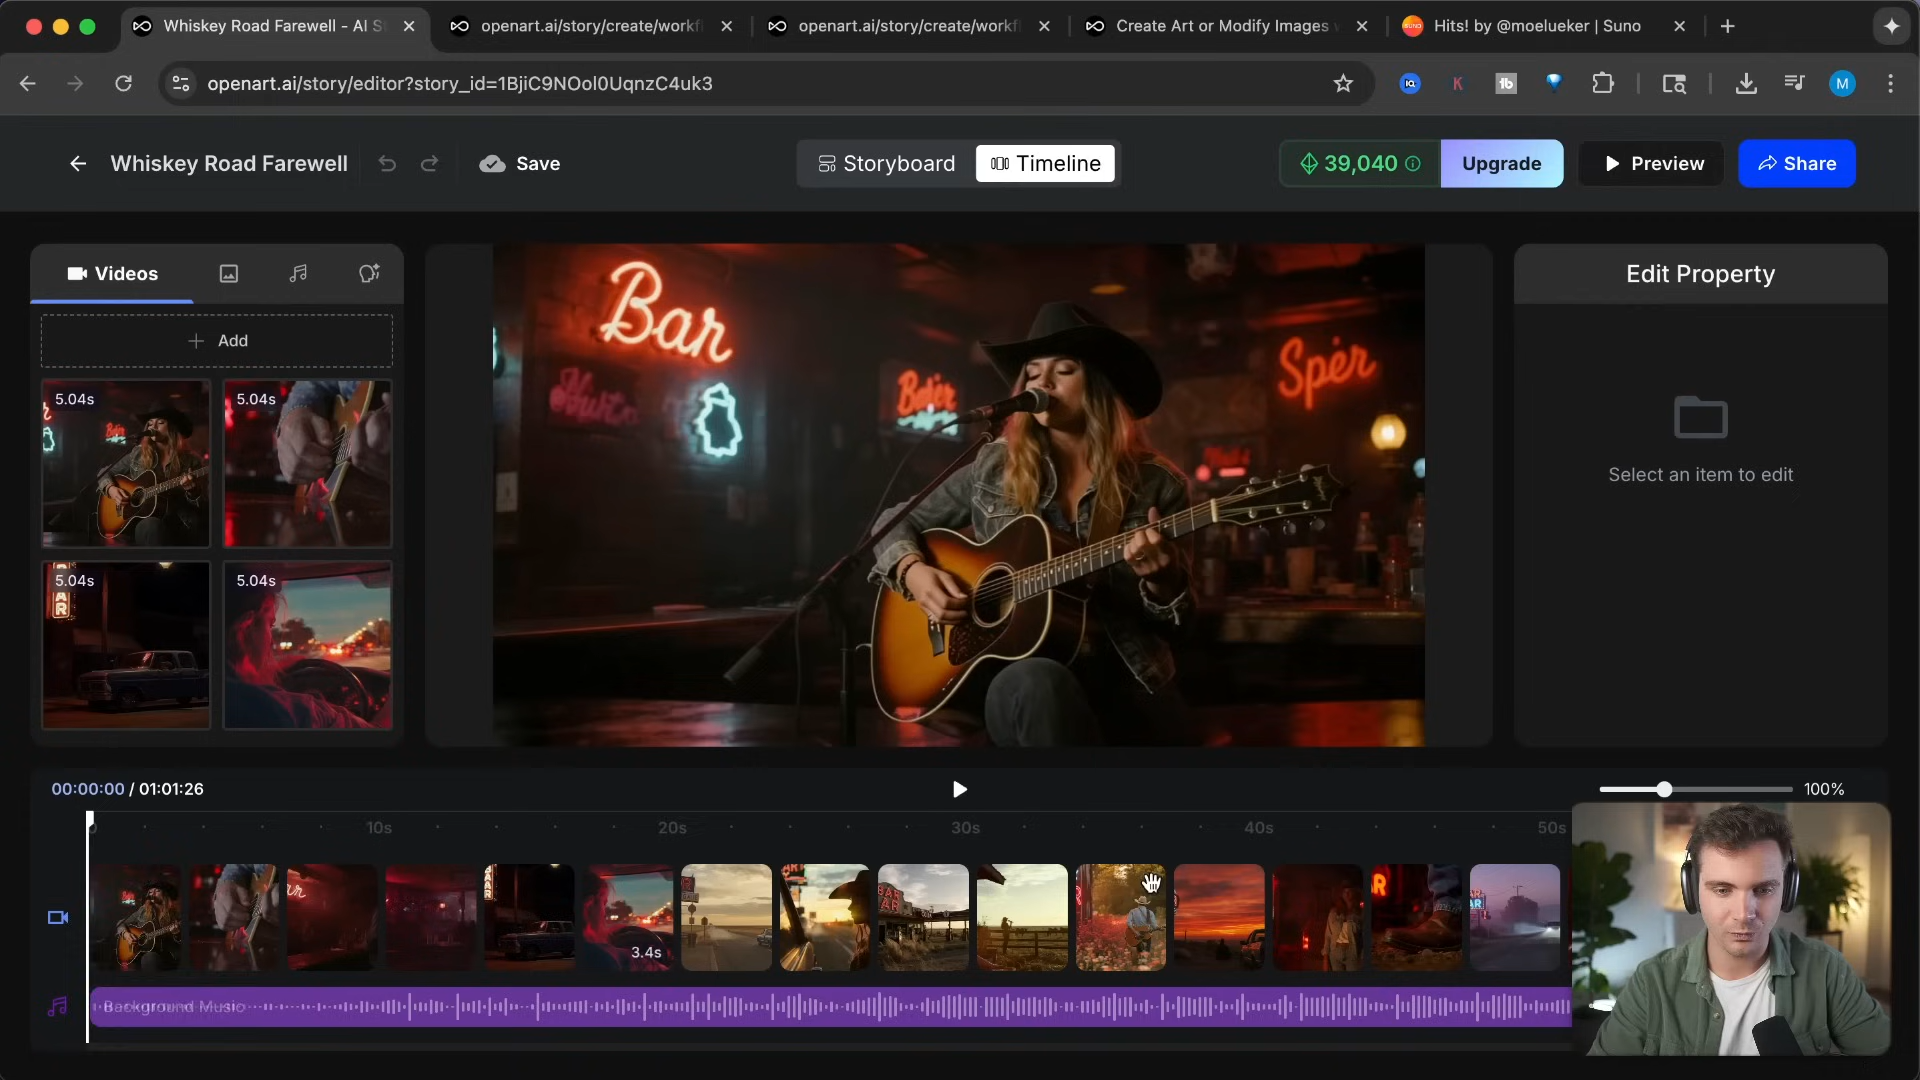 Whiskey Road Farewell - AI S
openart.ai/story/create/workf
openart.ai/story/create/workfl
Create Art or Modify Images w
Hits! by @moelueker | Suno
openart.ai/story/editor?story_id=1BjiC9NOol0UqnzC4uk3
M
Whiskey Road Farewell
Save
Storyboard
Timeline
39,040
Upgrade
Preview
Share
Videos
Add
5.04s
5.04s
5.04s
5.04s
Bar
Sper
Edit Property
Select an item to edit
00:00:00 / 01:01:26
100%
10s
20s
30s
40s
50s
3.4s
Background Music